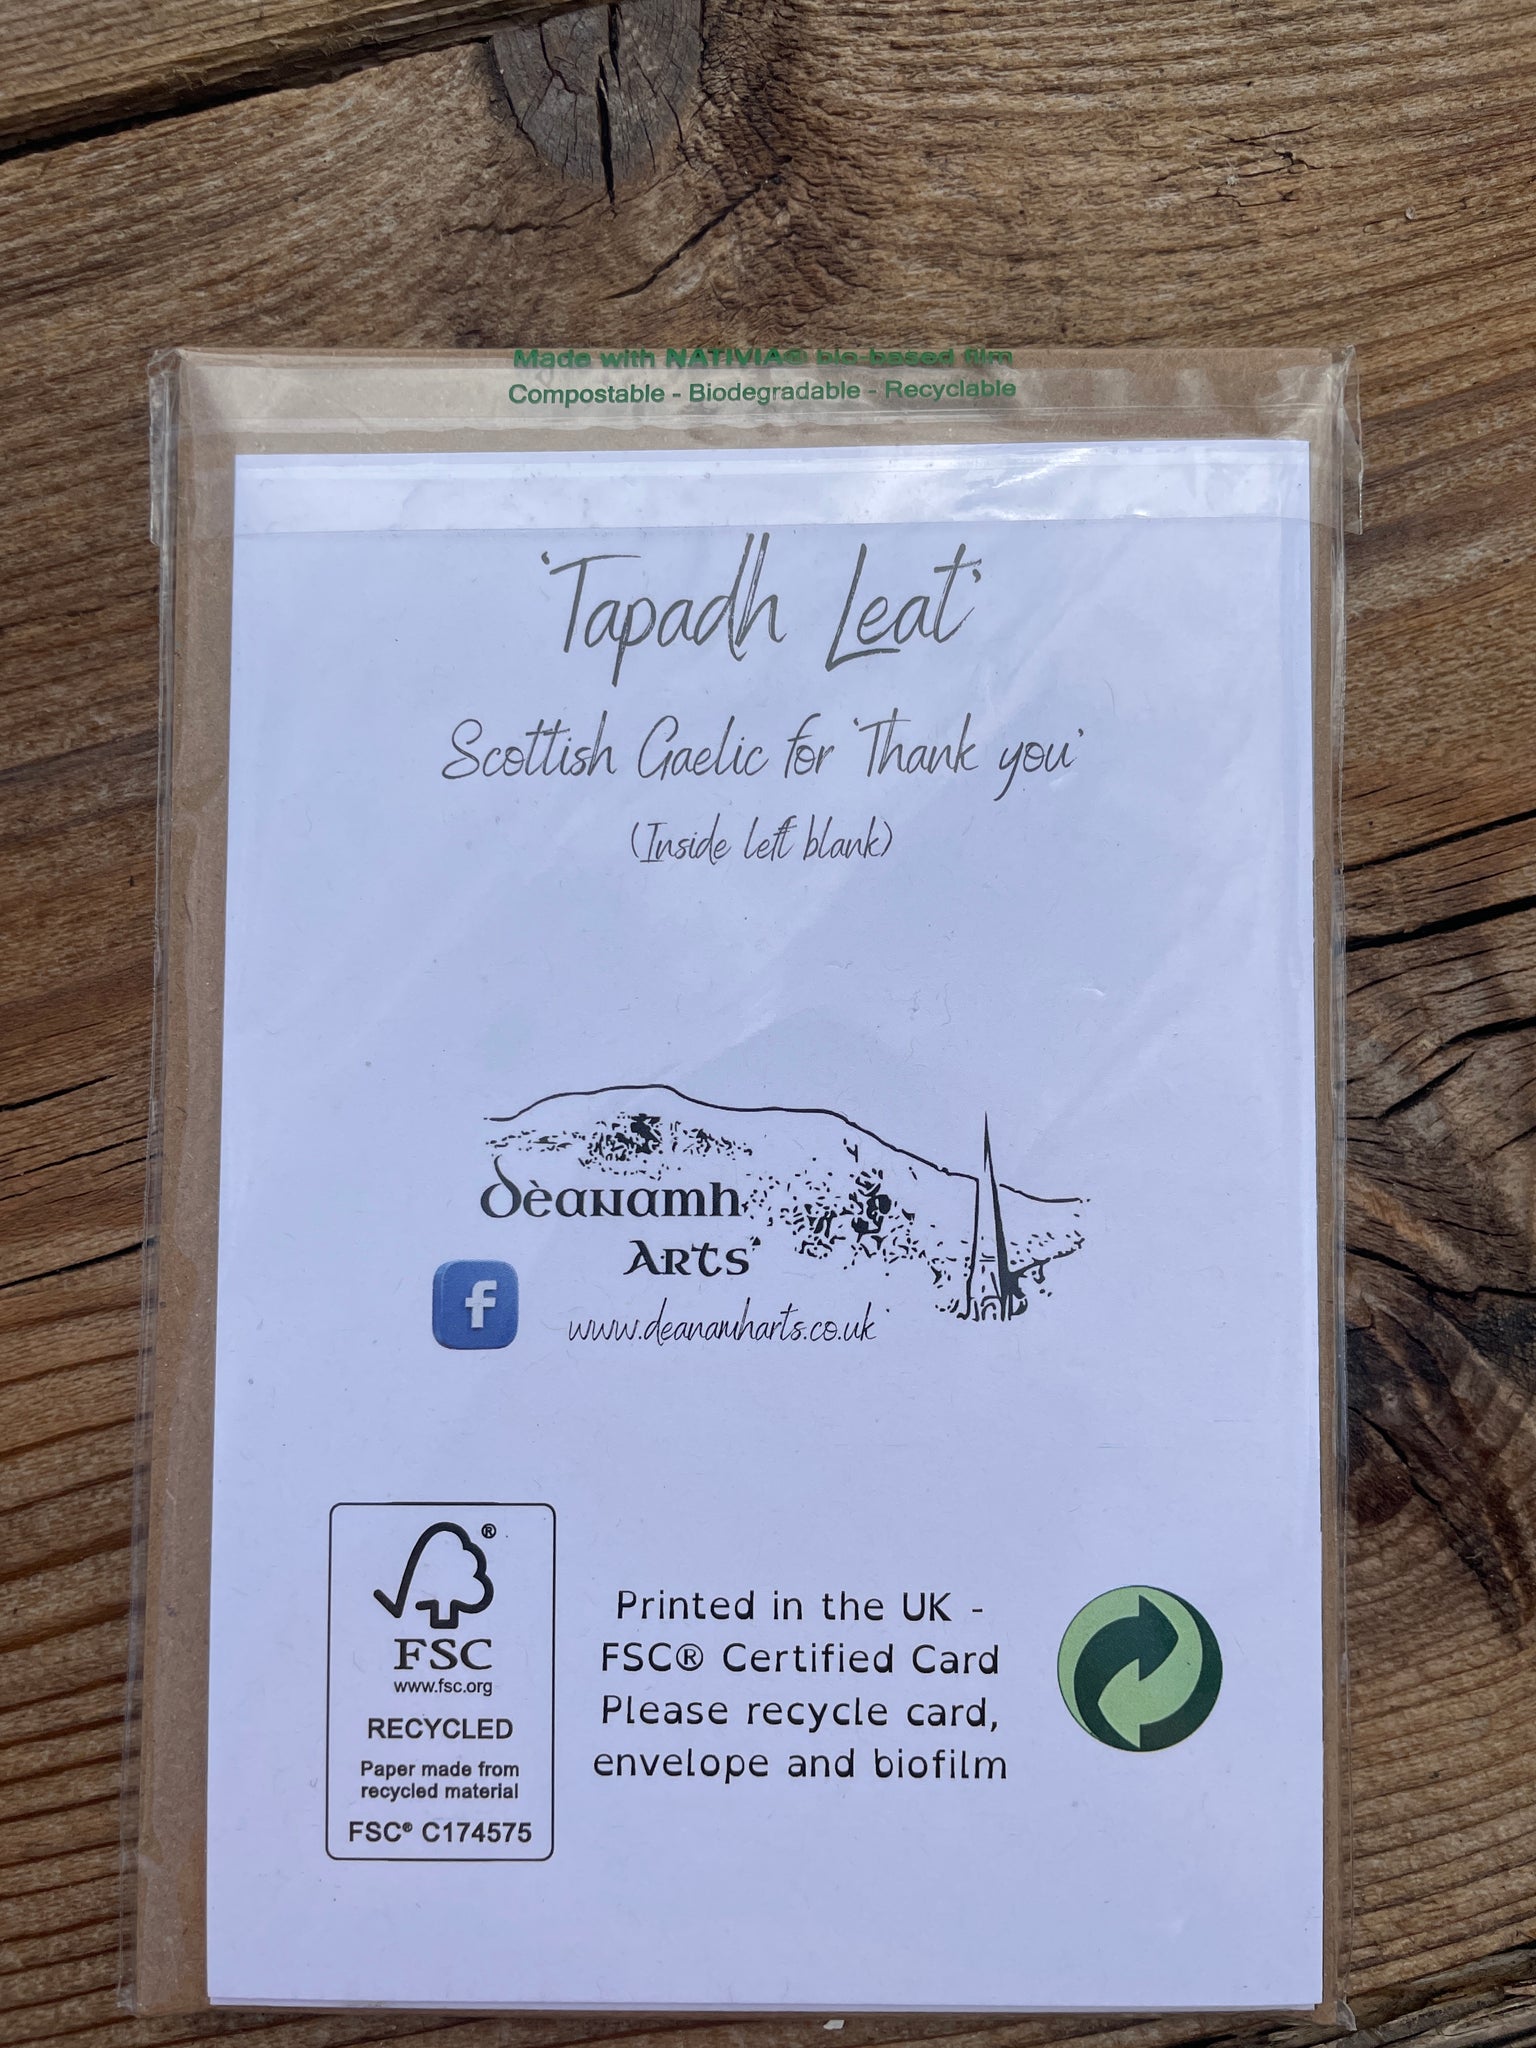 Made with NATIVIA® bio-based film
Compostable - Biodegradable - Recyclable
'Tapadh Leat'
Scottish Gaelic for 'Thank you'
(Inside left blank)
dèanamh
Arts
f
www.deanamharts.co.uk
®
FSC
www.fsc.org
RECYCLED
Paper made from
recycled material
FSC® C174575
Printed in the UK -
FSC® Certified Card
Please recycle card,
envelope and biofilm